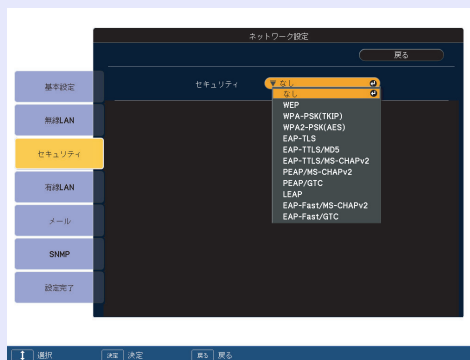 ネットワーク設定
戻る
基本設定
無線LAN
セキュリティ
有線LAN
メール
SNMP
設定完了
セキュリティ
なし
なし
WEP
WPA-PSK(TKIP)
WPA2-PSK(AES)
EAP-TLS
EAP-TTLS/MD5
EAP-TTLS/MS-CHAPv2
PEAP/MS-CHAPv2
PEAP/GTC
LEAP
EAP-Fast/MS-CHAPv2
EAP-Fast/GTC
選択 決定 決定 戻る 戻る